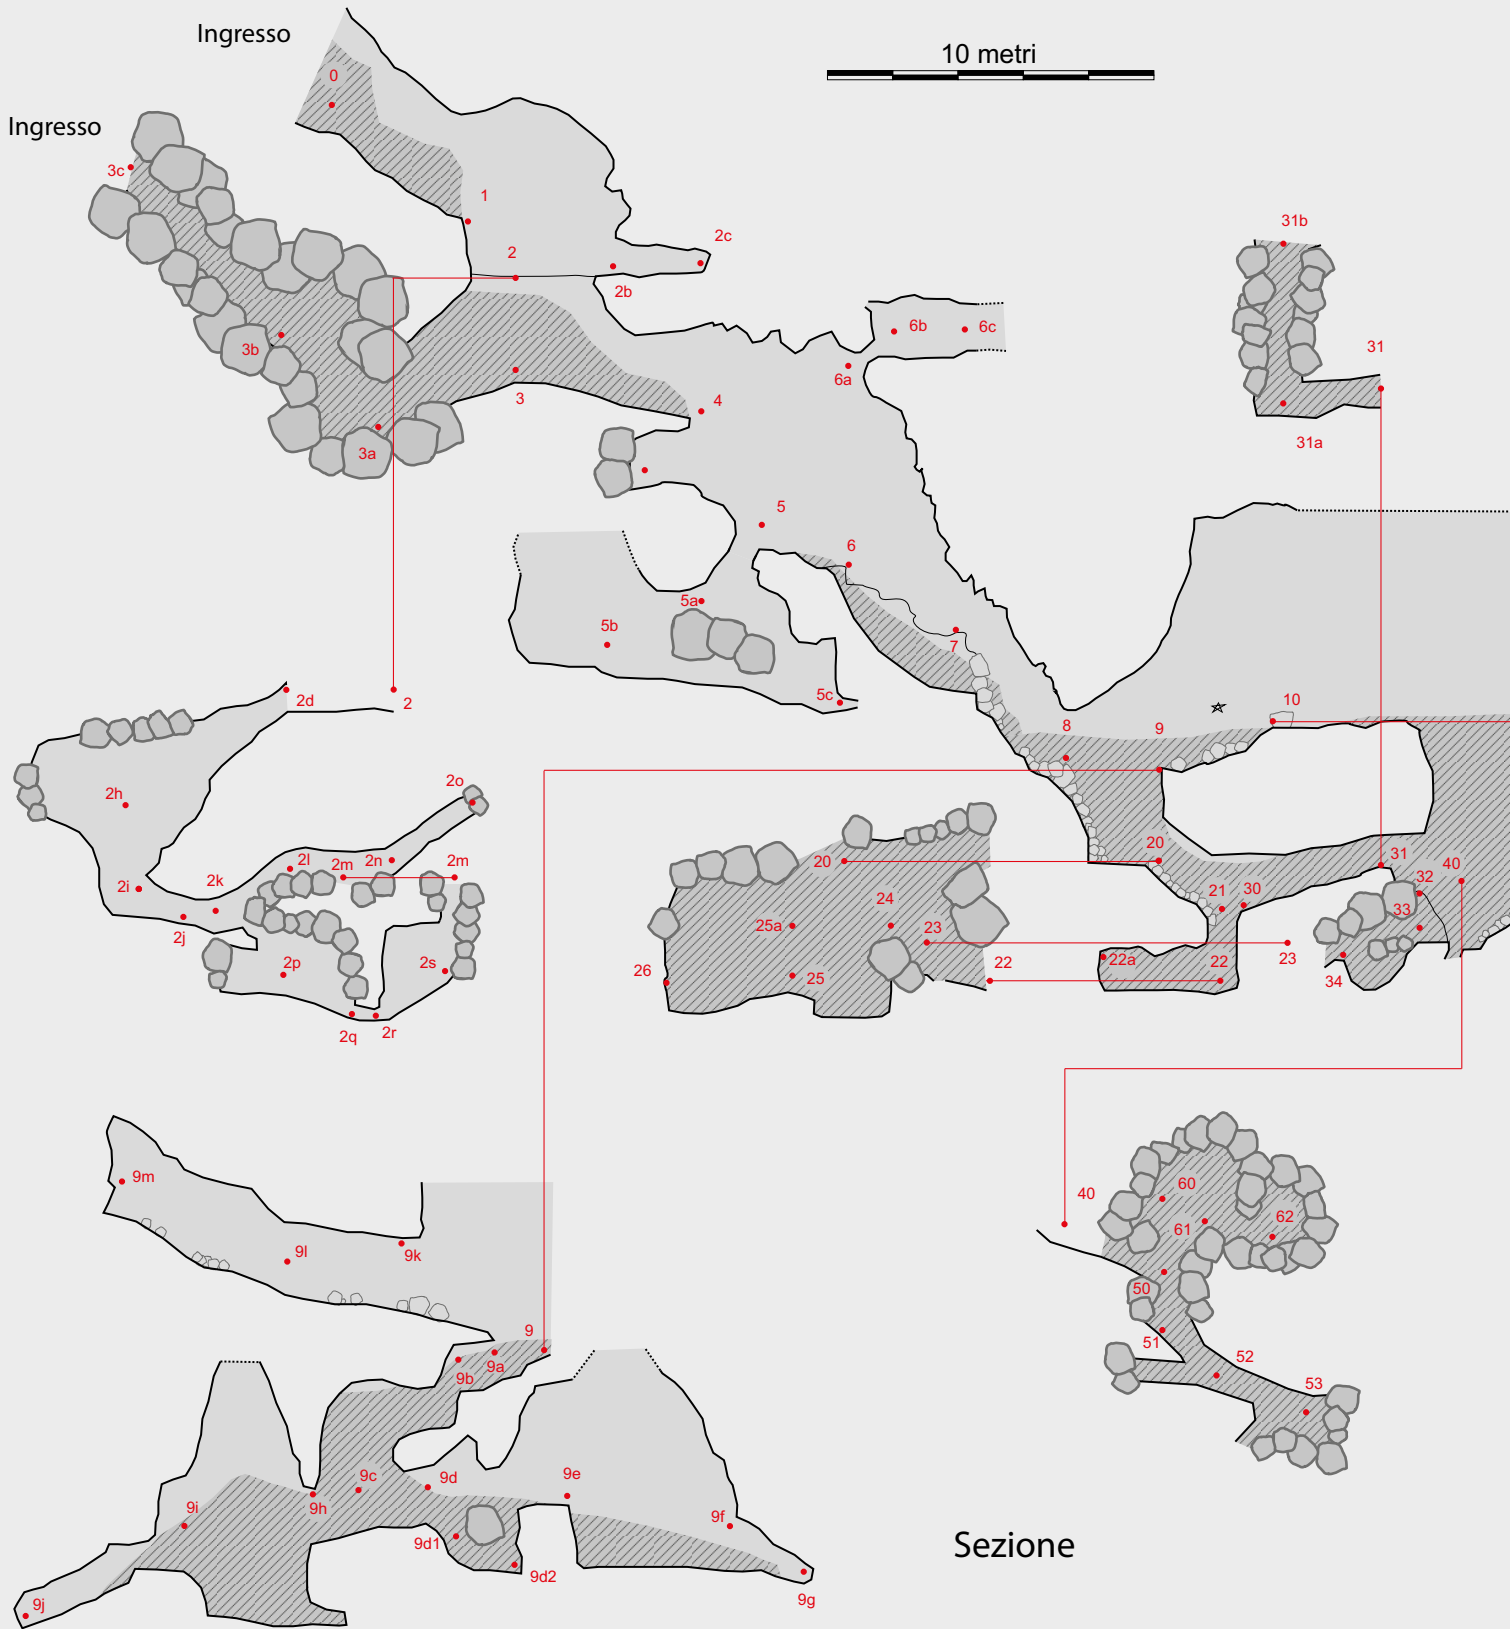 Ingresso
10 metri
0
Ingresso
3c
1
31b
2c
2
2b
6b
6c
3b
31
6a
3
4
31a
3a
5
6
5a
5b
7
5c
10
2d
2
8
9
2h
2o
20
20
2l
2n
2m
2m
31
40
2i
2k
32
21
30
24
33
25a
23
2j
2p
2s
26
25
22
22a
22
23
34
2q
2r
9m
60
40
62
61
9l
9k
50
9
51
9a
52
9b
53
9c
9d
9e
9h
9i
9f
9d1
Sezione
9d2
9j
9g